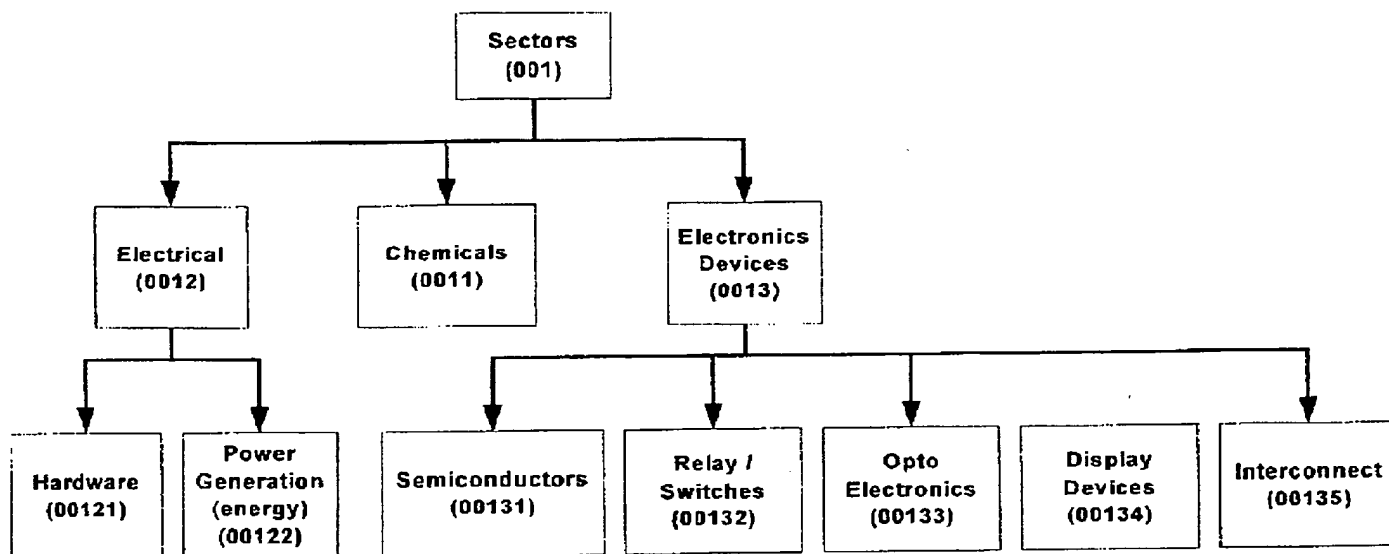 Sectors
(001)
Electrical
(0012)
Chemicals
(0011)
Electronics
Devices
(0013)
Hardware
(00121)
Power
Generation
(energy)
(00122)
Semiconductors
(00131)
Relay /
Switches
(00132)
Opto
Electronics
(00133)
Display
Devices
(00134)
Interconnect
(00135)